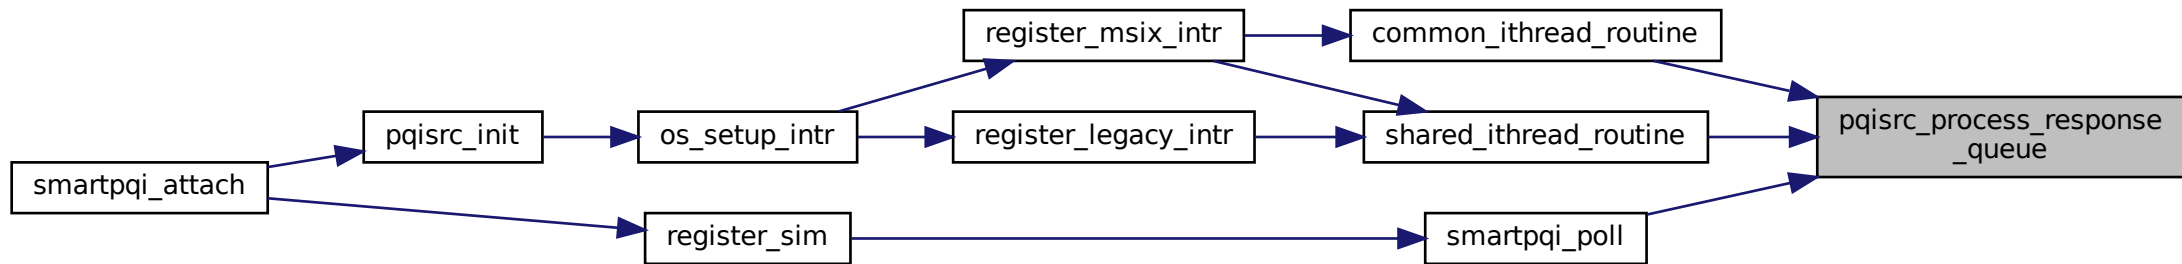 register_msix_intr
common_ithread_routine
pqisrc_process_response
_queue
pqisrc_init
os_setup_intr
register_legacy_intr
shared_ithread_routine
smartpqi_attach
register_sim
smartpqi_poll